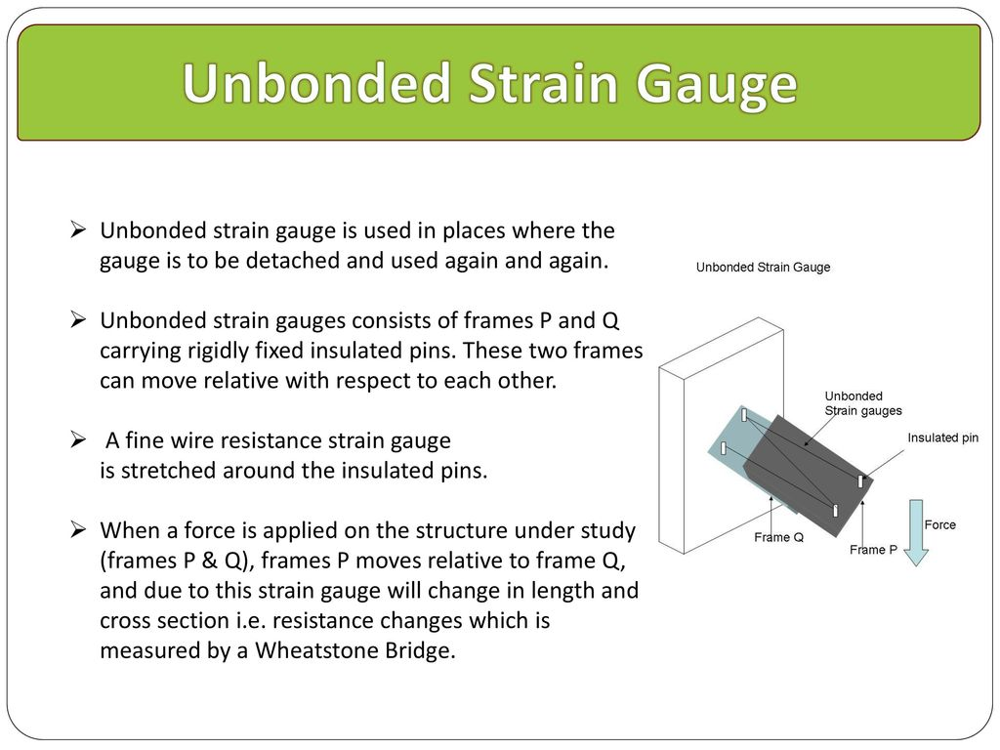 Unbonded Strain Gauge
➢ Unbonded strain gauge is used in places where the
gauge is to be detached and used again and again.
➢ Unbonded strain gauges consists of frames P and Q
carrying rigidly fixed insulated pins. These two frames
can move relative with respect to each other.
➢ A fine wire resistance strain gauge
is stretched around the insulated pins.
➢ When a force is applied on the structure under study
(frames P & Q), frames P moves relative to frame Q,
and due to this strain gauge will change in length and
cross section i.e. resistance changes which is
measured by a Wheatstone Bridge.
Unbonded Strain Gauge
Unbonded
Strain gauges
Insulated pin
Force
Frame Q
Frame P